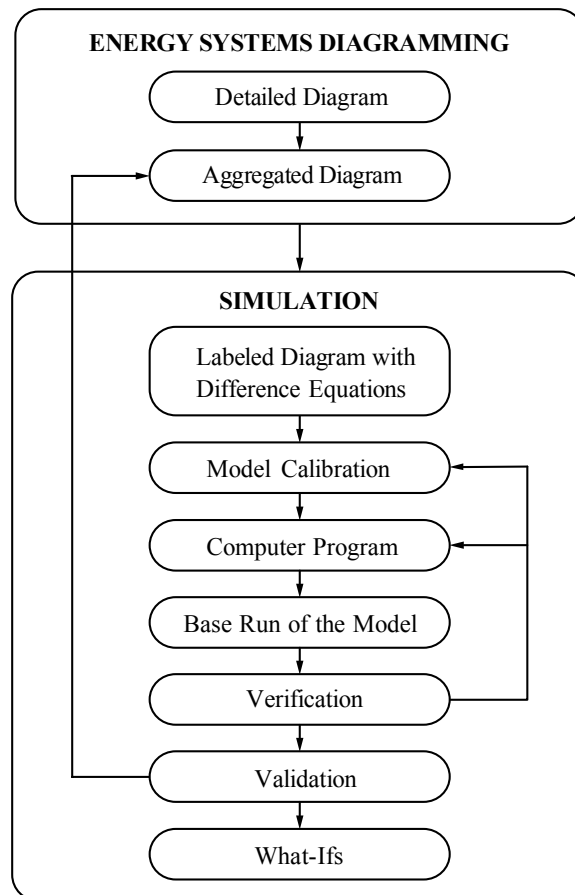 ENERGY SYSTEMS DIAGRAMMING
Detailed Diagram
Aggregated Diagram
SIMULATION
Labeled Diagram with
Difference Equations
Model Calibration
Computer Program
Base Run of the Model
Verification
Validation
What-Ifs